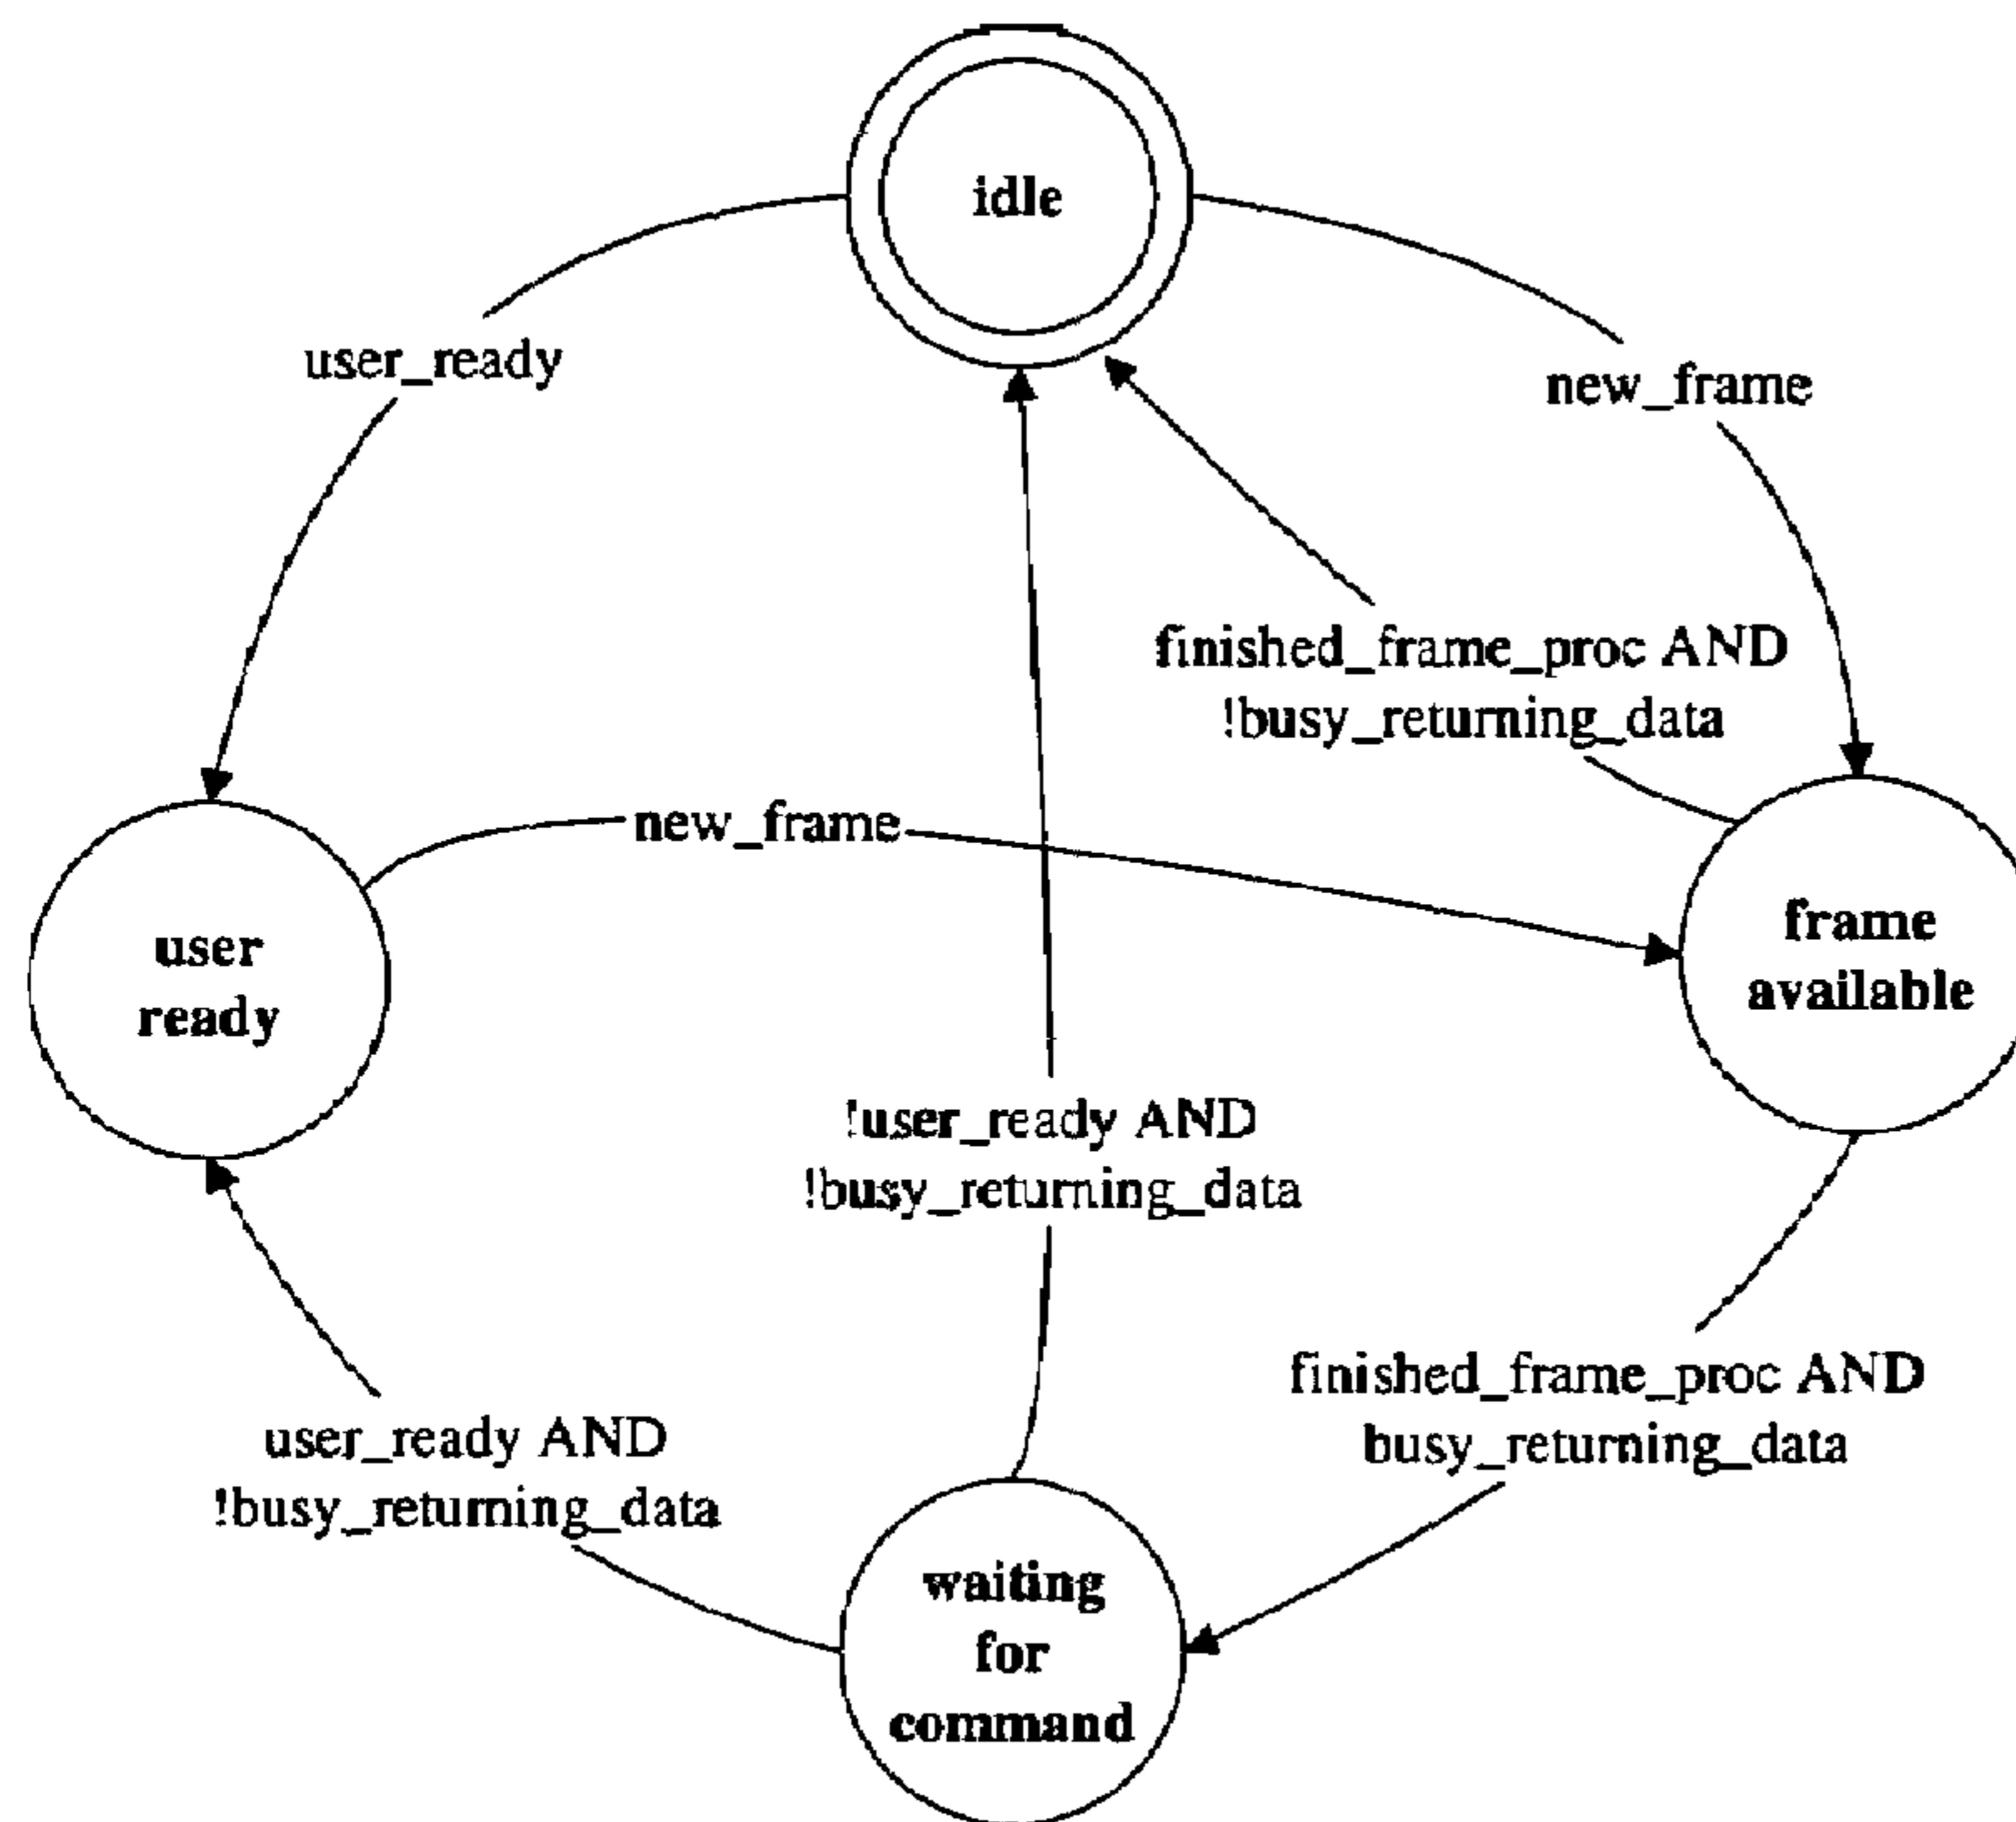 idle
user_ready
new_frame
finished_frame_proc AND
!busy_returning_data
new_frame
user
ready
frame
available
!user_ready AND
!busy_returning_data
finished_frame_proc AND
busy_returning_data
user_ready AND
!busy_returning_data
waiting
for
command